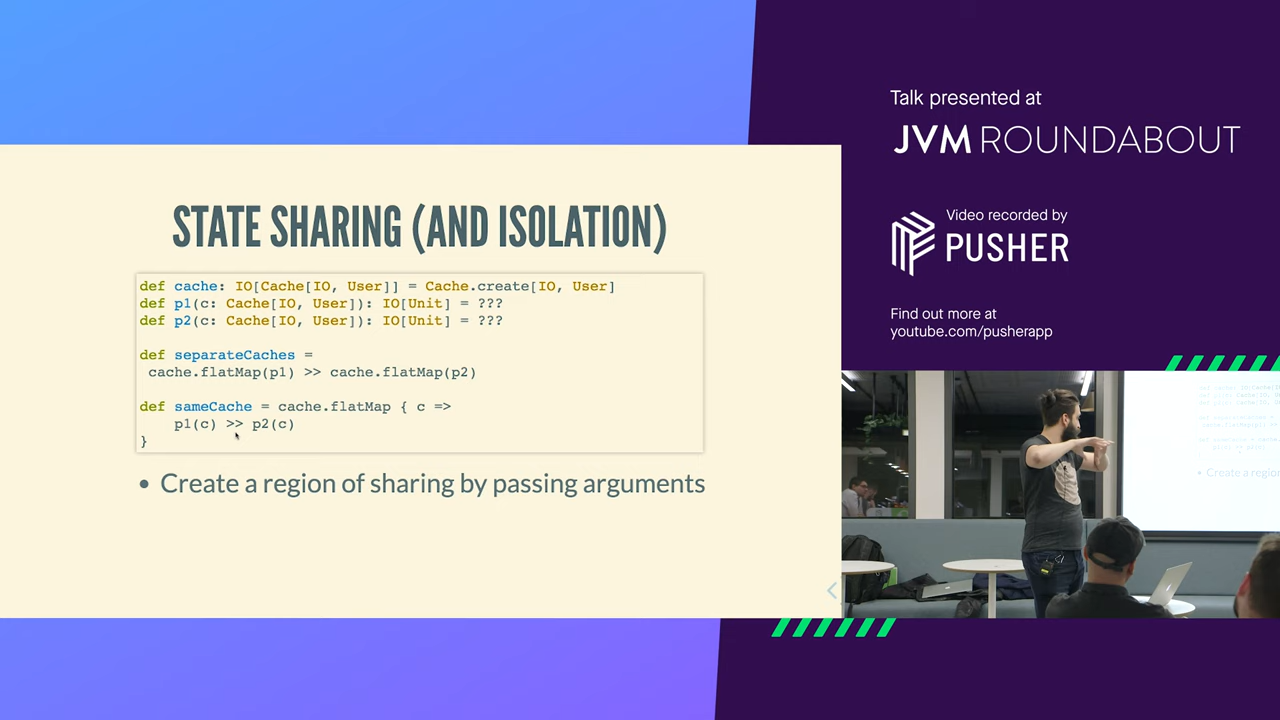 STATE SHARING (AND ISOLATION)
def cache: IO[Cache[IO, User]] = Cache.create[IO, User]
def p1(c: Cache[IO, User]): IO[Unit] = ???
def p2(c: Cache[IO, User]): IO[Unit] = ???
def separateCaches =
cache.flatMap(p1) >> cache.flatMap(p2)
def sameCache = cache.flatMap { c =>
p1(c) >> p2(c)
}
• Create a region of sharing by passing arguments
Talk presented at
JVM ROUNDABOUT
Video recorded by
PUSHER
Find out more at
youtube.com/pusherapp
• Create a region